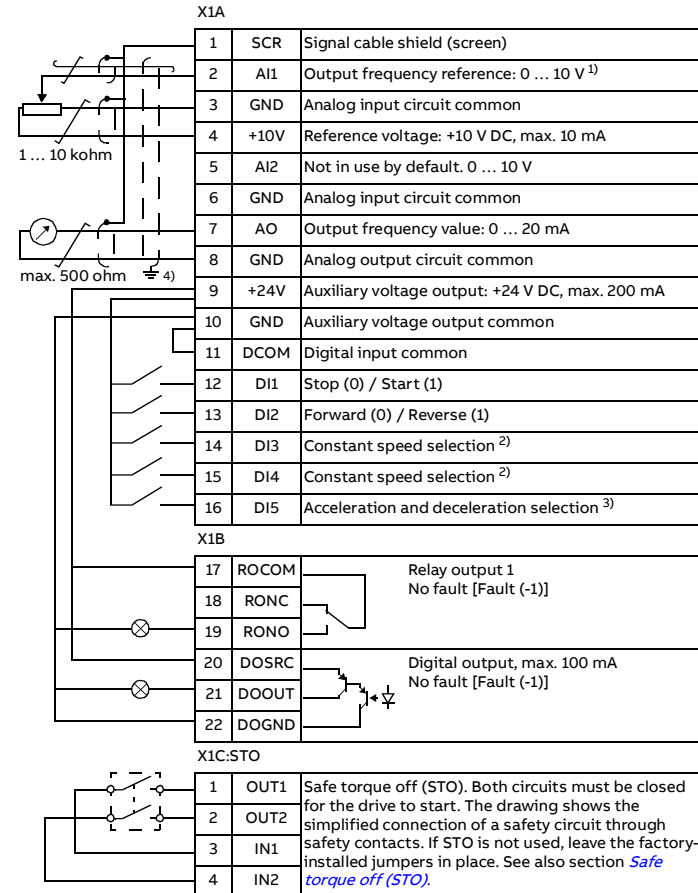 X1A
1 SCR Signal cable shield (screen)
2 AI1 Output frequency reference: 0 … 10 V 1)
3 GND Analog input circuit common
4 +10V Reference voltage: +10 V DC, max. 10 mA
1 … 10 kohm
5 AI2 Not in use by default. 0 … 10 V
6 GND Analog input circuit common
7 AO Output frequency value: 0 … 20 mA
8 GND Analog output circuit common
max. 500 ohm 4)
9 +24V Auxiliary voltage output: +24 V DC, max. 200 mA
10 GND Auxiliary voltage output common
11 DCOM Digital input common
12 DI1 Stop (0) / Start (1)
13 DI2 Forward (0) / Reverse (1)
14 DI3 Constant speed selection 2)
15 DI4 Constant speed selection 2)
16 DI5 Acceleration and deceleration selection 3)
X1B
17 ROCOM Relay output 1
No fault [Fault (-1)]
18 RONC
19 RONO
20 DOSRC Digital output, max. 100 mA
No fault [Fault (-1)]
21 DOOUT
22 DOGND
X1C:STO
1 OUT1 Safe torque off (STO). Both circuits must be closed
for the drive to start. The drawing shows the
2 OUT2 simplified connection of a safety circuit through
3 IN1 safety contacts. If STO is not used, leave the factory-
installed jumpers in place. See also section Safe
4 IN2 torque off (STO).